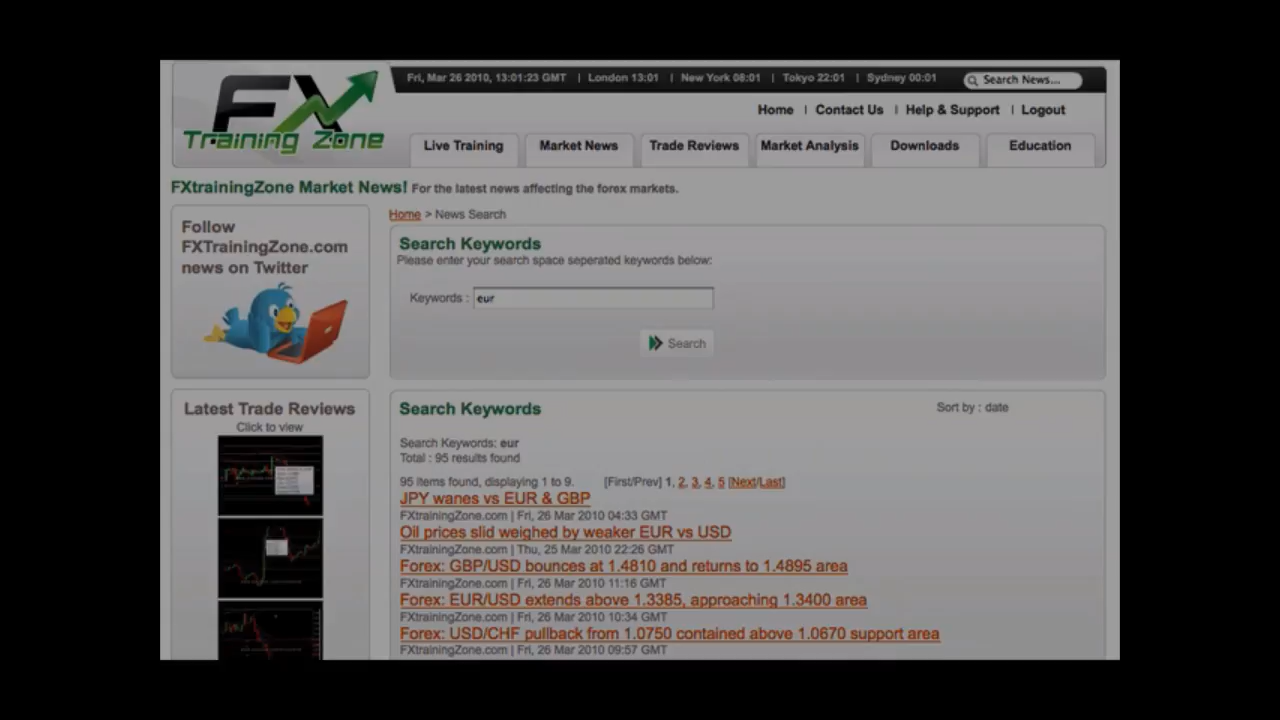 FX
Training Zone
Fri, Mar 26 2010, 13:01:23 GMT | London 13:01 | New York 08:01 | Tokyo 22:01 | Sydney 00:01
Search News...
Home | Contact Us | Help & Support | Logout
Live Training
Market News
Trade Reviews
Market Analysis
Downloads
Education
FXtrainingZone Market News! For the latest news affecting the forex markets.
Follow
FXTrainingZone.com
news on Twitter
Home > News Search
Search Keywords
Please enter your search space seperated keywords below:
Keywords : eur
Search
Latest Trade Reviews
Click to view
Search Keywords
Sort by : date
Search Keywords: eur
Total : 95 results found
95 items found, displaying 1 to 9. [First/Prev] 1, 2, 3, 4, 5 [Next/Last]
JPY wanes vs EUR & GBP
FXtrainingZone.com | Fri, 26 Mar 2010 04:33 GMT
Oil prices slid weighed by weaker EUR vs USD
FXtrainingZone.com | Thu, 25 Mar 2010 22:26 GMT
Forex: GBP/USD bounces at 1.4810 and returns to 1.4895 area
FXtrainingZone.com | Fri, 26 Mar 2010 11:16 GMT
Forex: EUR/USD extends above 1.3385, approaching 1.3400 area
FXtrainingZone.com | Fri, 26 Mar 2010 10:34 GMT
Forex: USD/CHF pullback from 1.0750 contained above 1.0670 support area
FXtrainingZone.com | Fri, 26 Mar 2010 09:57 GMT